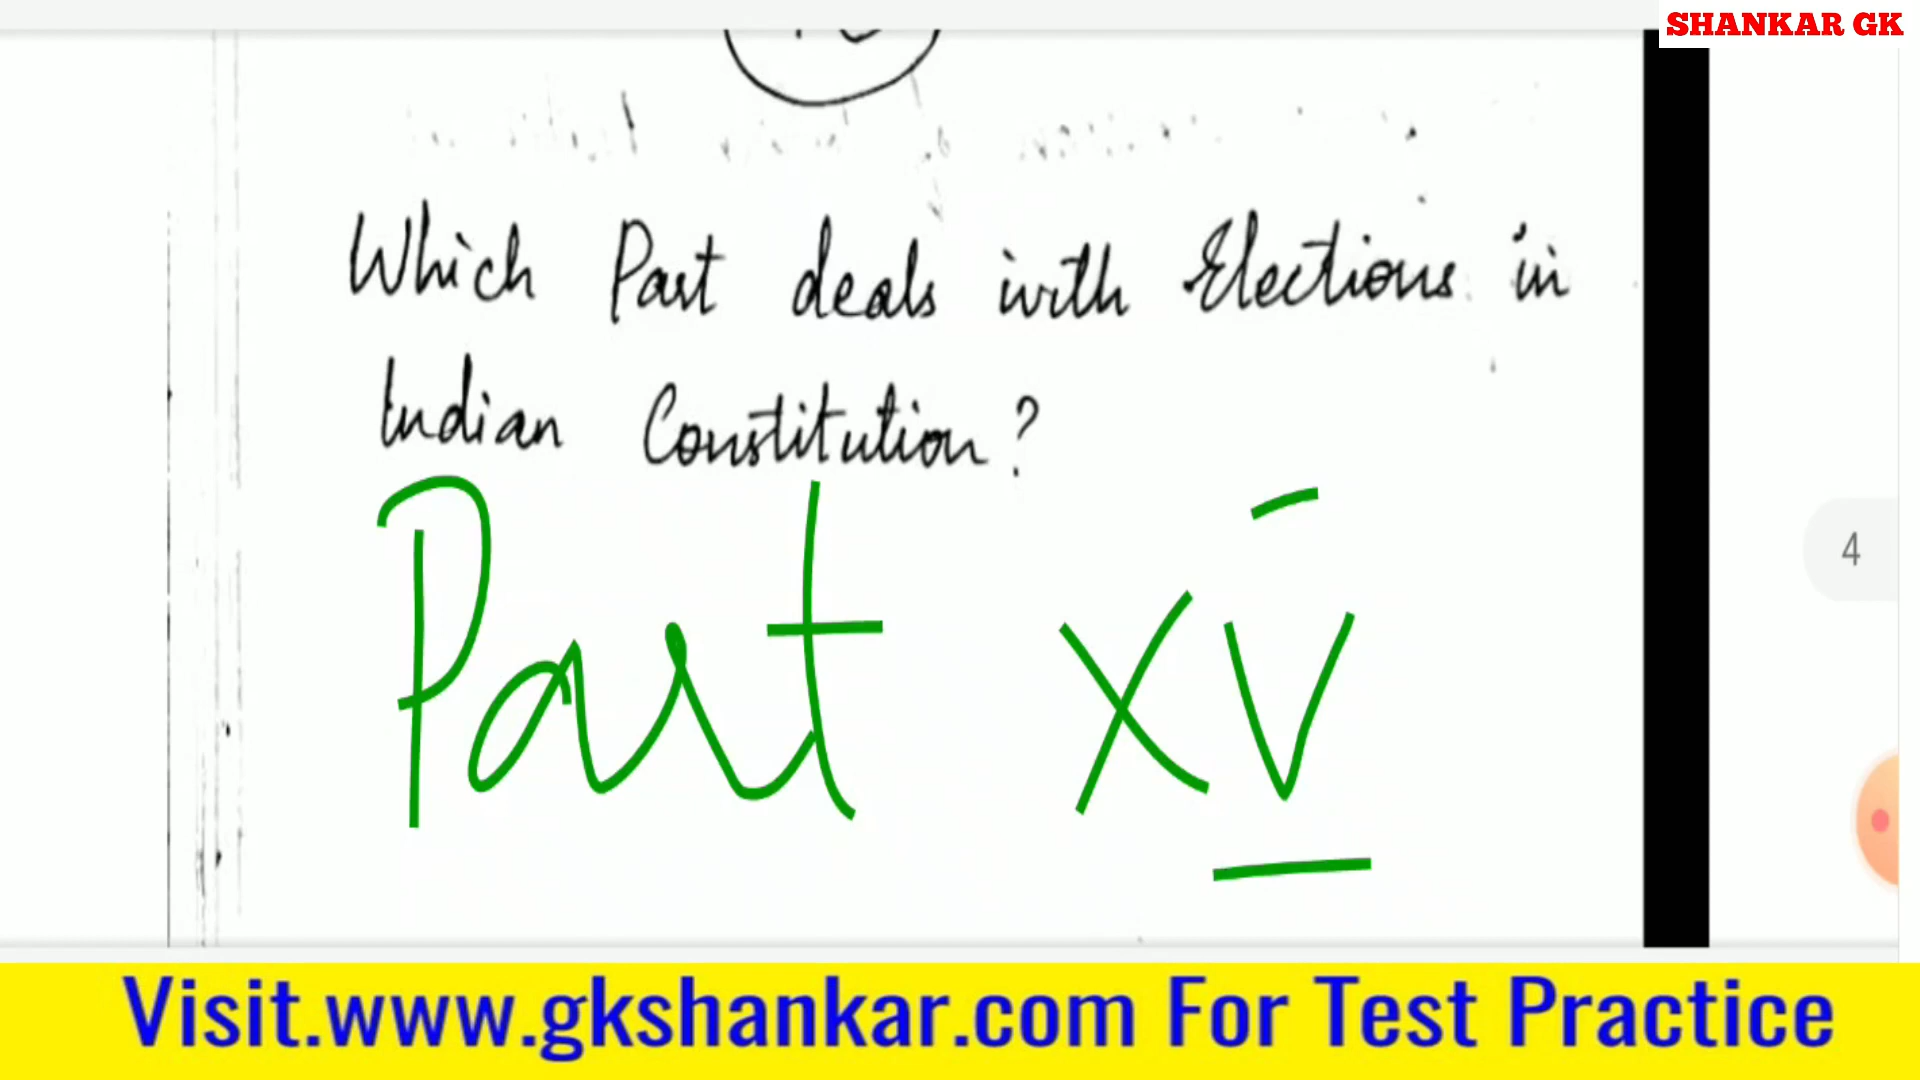 SHANKAR GK
Which Part deals with Elections in
Indian Constitution?
Part XV
4
Visit.www.gkshankar.com For Test Practice